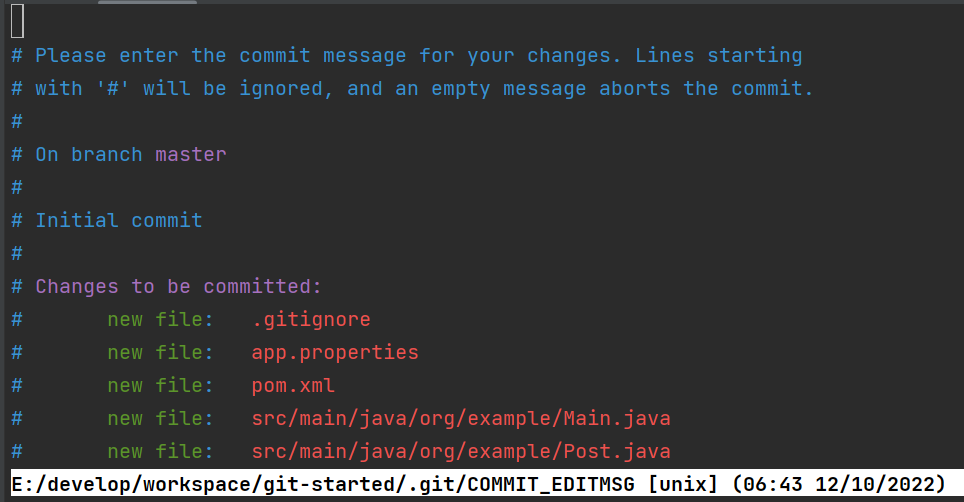 # Please enter the commit message for your changes. Lines starting
# with '#' will be ignored, and an empty message aborts the commit.
#
# On branch master
#
# Initial commit
#
# Changes to be committed:
#       new file:   .gitignore
#       new file:   app.properties
#       new file:   pom.xml
#       new file:   src/main/java/org/example/Main.java
#       new file:   src/main/java/org/example/Post.java
E:/develop/workspace/git-started/.git/COMMIT_EDITMSG [unix] (06:43 12/10/2022)